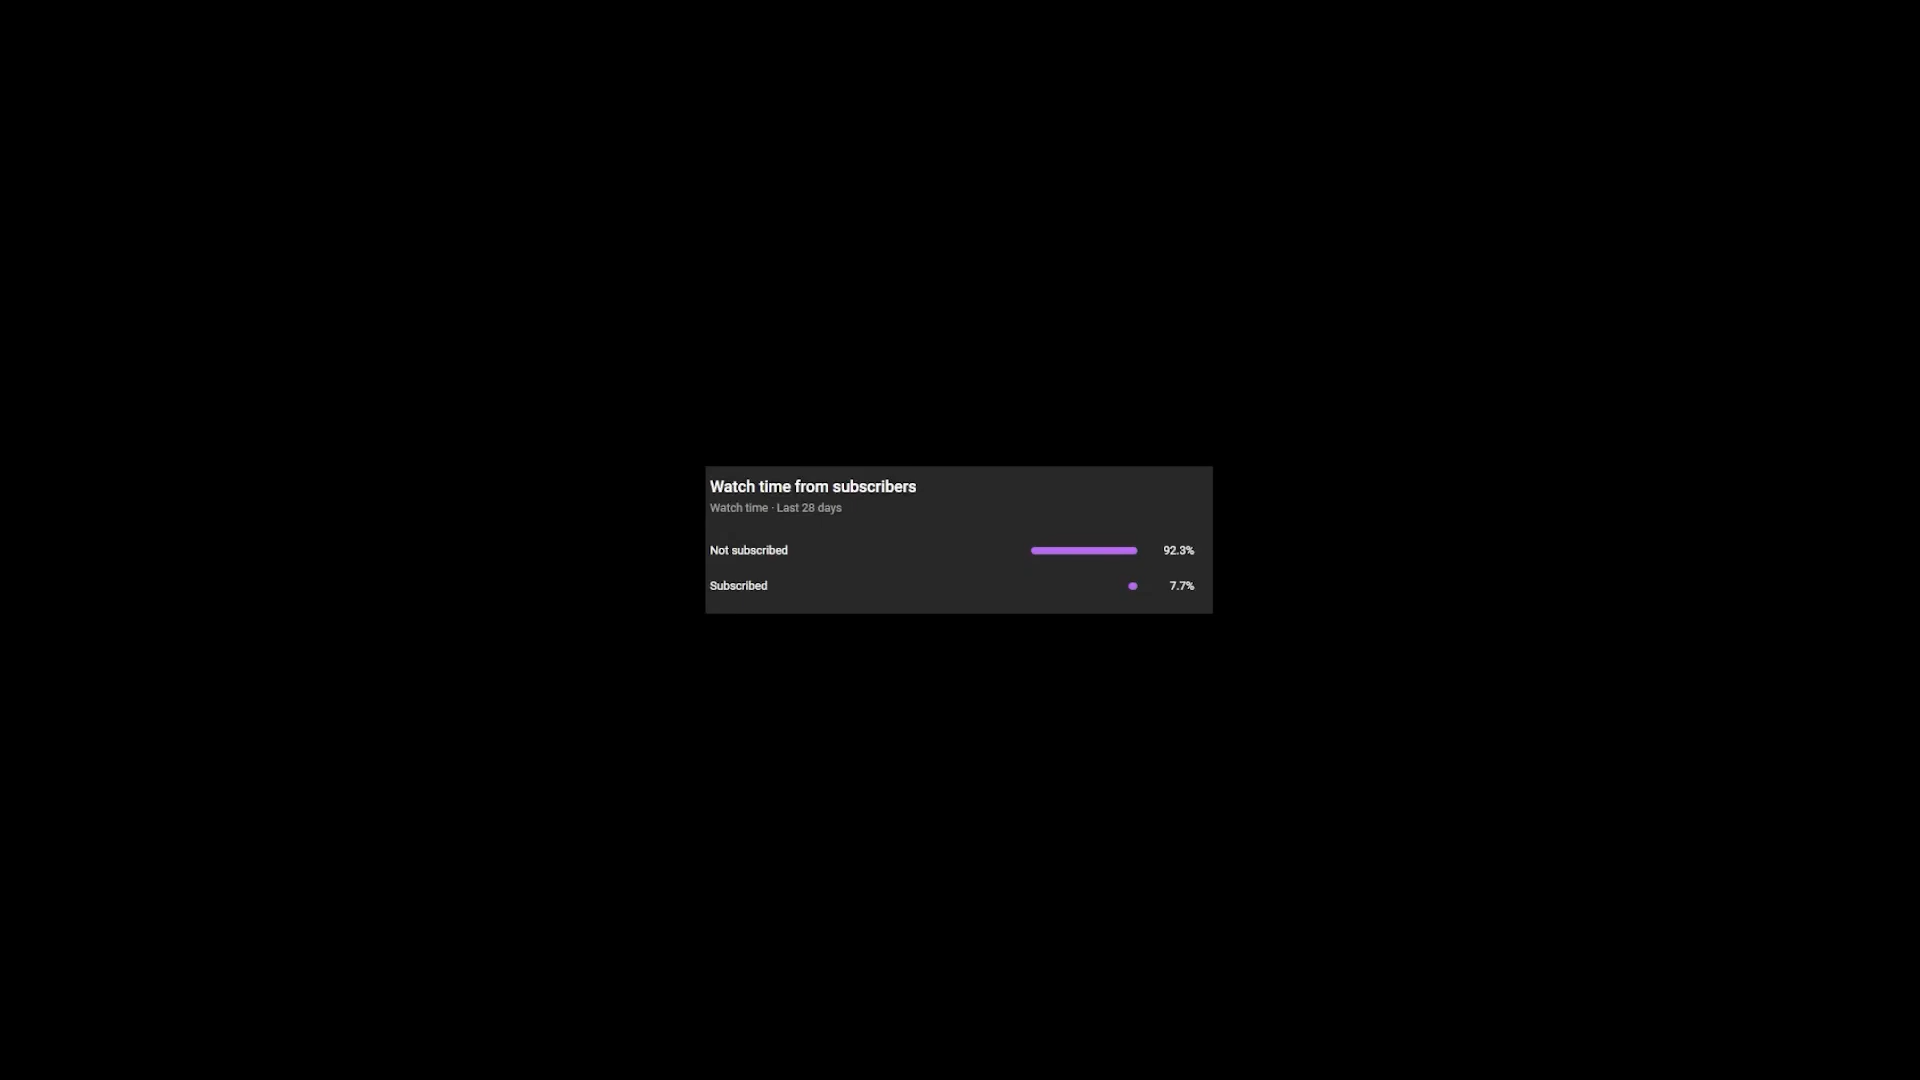 Watch time from subscribers
Watch time · Last 28 days
Not subscribed 92.3%
Subscribed 7.7%